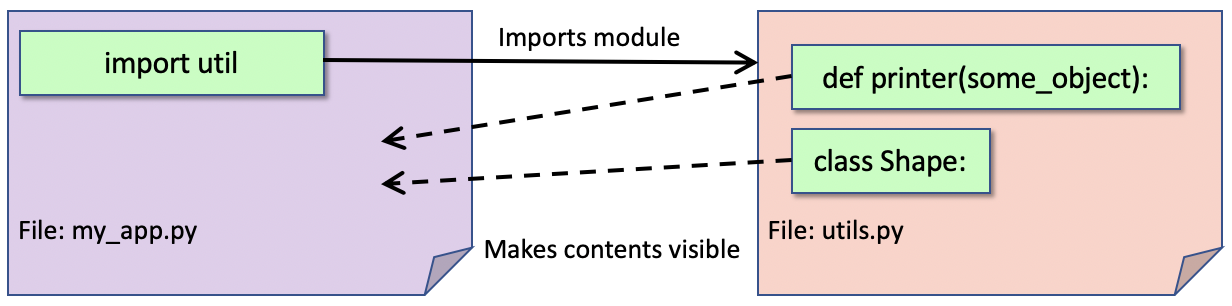 import util
File: my_app.py
Imports module
Makes contents visible
def printer(some_object):
class Shape:
File: utils.py